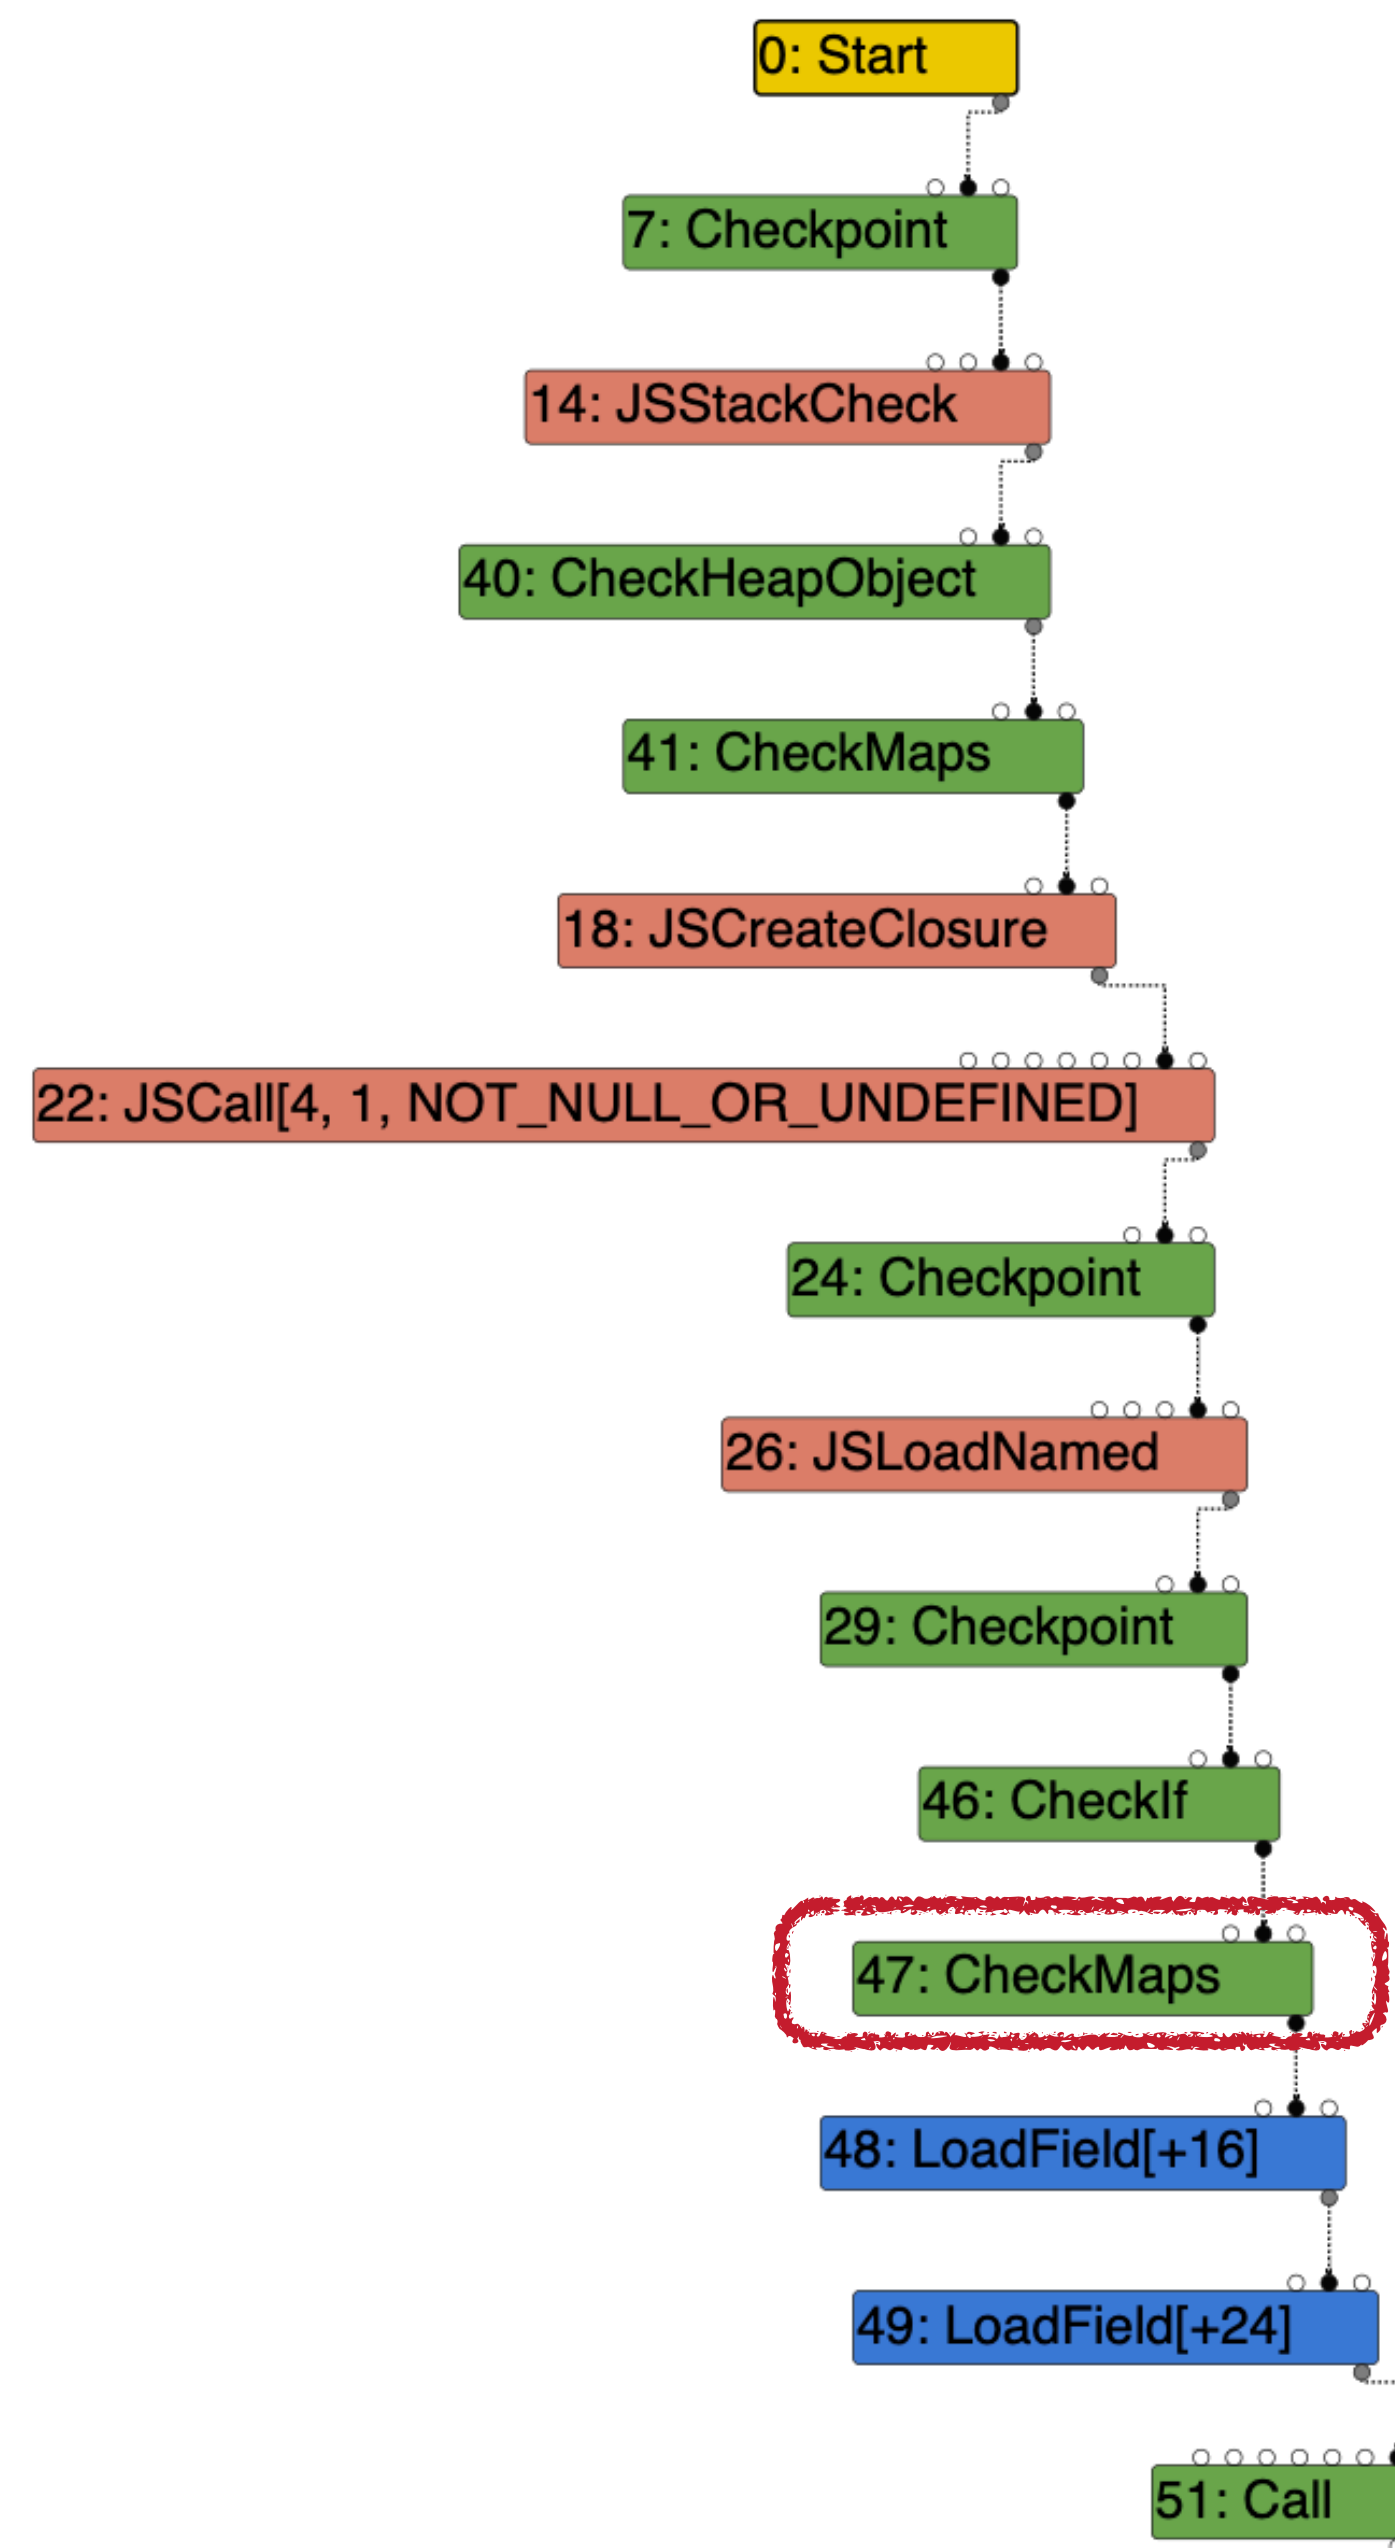 0: Start
7: Checkpoint
14: JSStackCheck
40: CheckHeapObject
41: CheckMaps
18: JSCreateClosure
22: JSCall[4, 1, NOT_NULL_OR_UNDEFINED]
24: Checkpoint
26: JSLoadNamed
29: Checkpoint
46: CheckIf
47: CheckMaps
48: LoadField[+16]
49: LoadField[+24]
51: Call